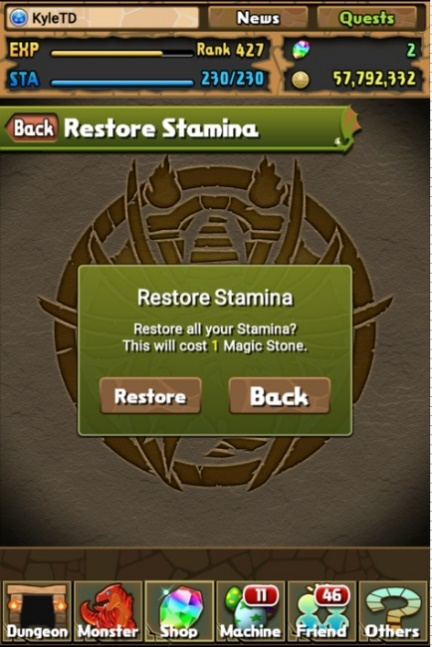 KyleTD
News
Quests
EXP
Rank 427
2
STA
230/230
57,792,332
Back
Restore Stamina
Restore Stamina
Restore all your Stamina?
This will cost 1 Magic Stone.
Restore
Back
11
46
Dungeon
Monster
Shop
Machine
Friend
Others